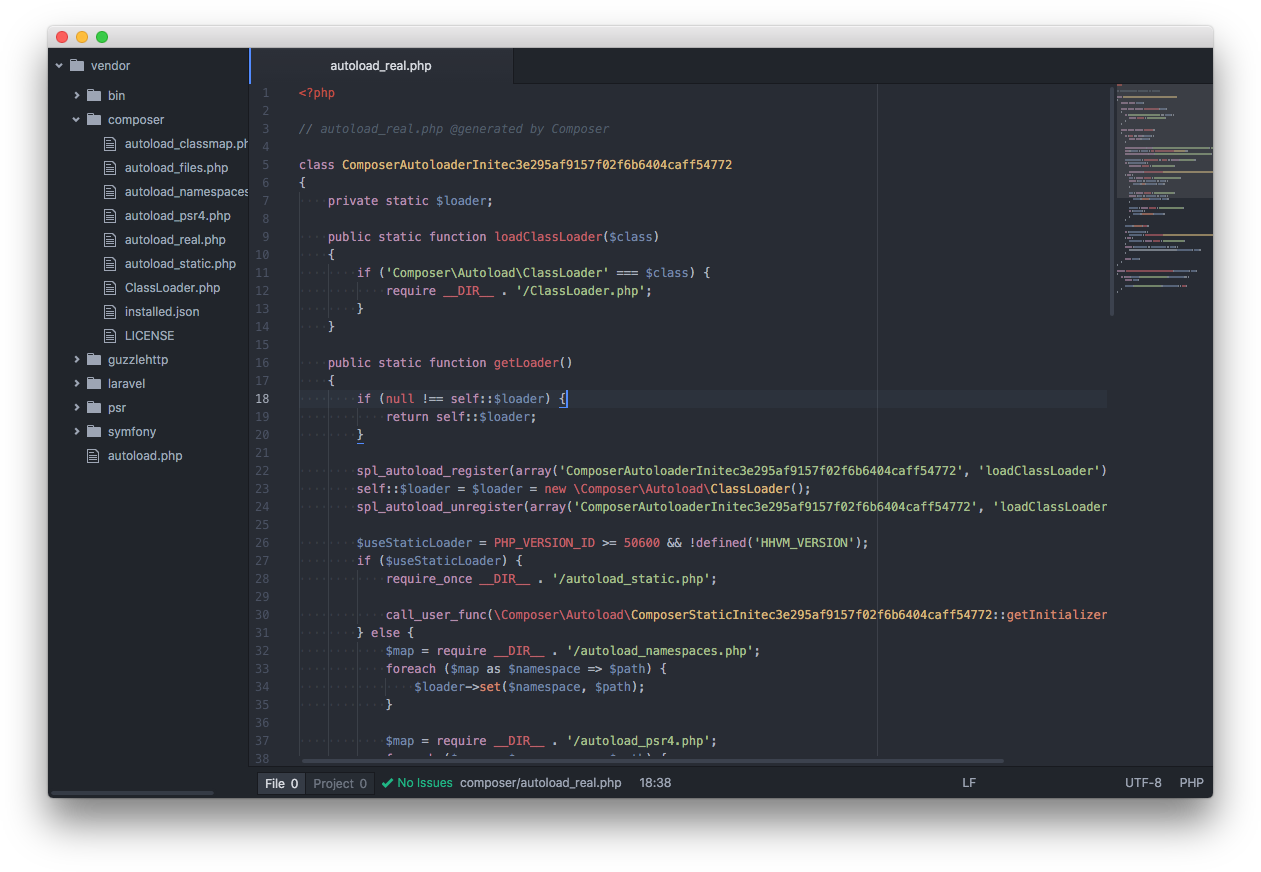 vendor
bin
composer
autoload_classmap.ph
autoload_files.php
autoload_namespaces
autoload_psr4.php
autoload_real.php
autoload_static.php
ClassLoader.php
installed.json
LICENSE
guzzlehttp
laravel
psr
symfony
autoload.php
autoload_real.php
1 <?php
2
3 // autoload_real.php @generated by Composer
4
5 class ComposerAutoloaderInitec3e295af9157f02f6b6404caff54772
6 {
7     private static $loader;
8
9     public static function loadClassLoader($class)
10     {
11         if ('Composer\Autoload\ClassLoader' === $class) {
12             require __DIR__ . '/ClassLoader.php';
13         }
14     }
15
16     public static function getLoader()
17     {
18         if (null !== self::$loader) {
19             return self::$loader;
20         }
21
22         spl_autoload_register(array('ComposerAutoloaderInitec3e295af9157f02f6b6404caff54772', 'loadClassLoader')
23         self::$loader = $loader = new \Composer\Autoload\ClassLoader();
24         spl_autoload_unregister(array('ComposerAutoloaderInitec3e295af9157f02f6b6404caff54772', 'loadClassLoader
25
26         $useStaticLoader = PHP_VERSION_ID >= 50600 && !defined('HHVM_VERSION');
27         if ($useStaticLoader) {
28             require_once __DIR__ . '/autoload_static.php';
29
30             call_user_func(\Composer\Autoload\ComposerStaticInitec3e295af9157f02f6b6404caff54772::getInitializer
31         } else {
32             $map = require __DIR__ . '/autoload_namespaces.php';
33             foreach ($map as $namespace => $path) {
34                 $loader->set($namespace, $path);
35             }
36
37             $map = require __DIR__ . '/autoload_psr4.php';
38
File 0 Project 0 No Issues composer/autoload_real.php 18:38 LF UTF-8 PHP